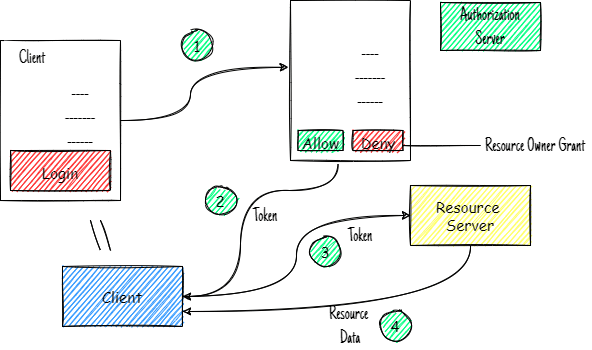 Authorization
Server
Client
1
Allow
Deny
Resource Owner Grant
Login
2
Token
Resource
Server
Token
3
Client
Resource
Data
4